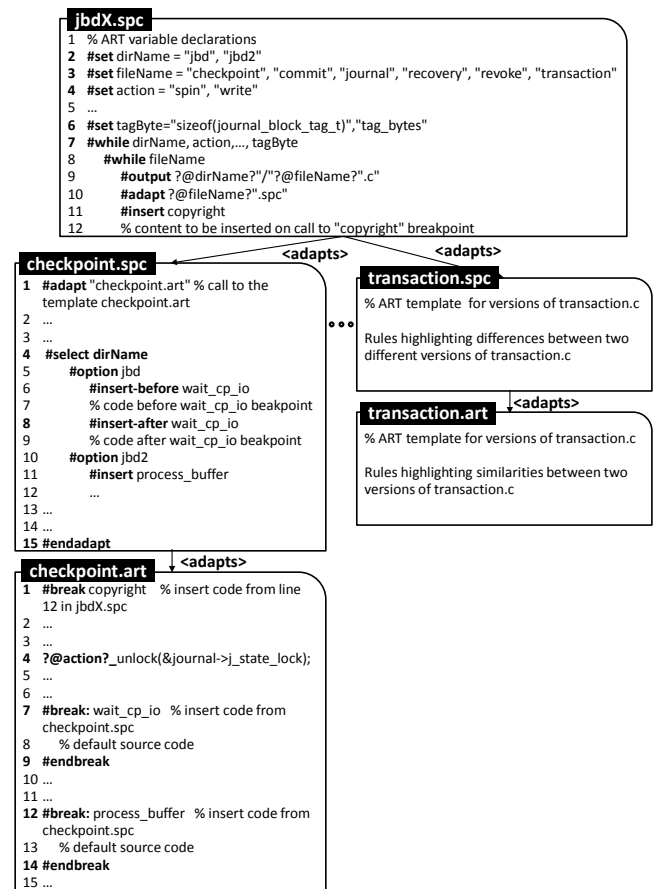 jbdX.spc
1 % ART variable declarations
2 #set dirName = "jbd", "jbd2"
3 #set fileName = "checkpoint", "commit", "journal", "recovery", "revoke", "transaction"
4 #set action = "spin", "write"
5 …
6 #set tagByte="sizeof(journal_block_tag_t)","tag_bytes"
7 #while dirName, action,…, tagByte
8 #while fileName
9 #output ?@dirName?"/"?@fileName?".c"
10 #adapt ?@fileName?".spc"
11 #insert copyright
12 % content to be inserted on call to "copyright" breakpoint
<adapts>
<adapts>
checkpoint.spc
1 #adapt "checkpoint.art" % call to the
template checkpoint.art
2 …
3 …
4 #select dirName
5 #option jbd
6 #insert-before wait_cp_io
7 % code before wait_cp_io beakpoint
8 #insert-after wait_cp_io
9 % code after wait_cp_io beakpoint
10 #option jbd2
11 #insert process_buffer
12 …
13 …
14 …
15 #endadapt
transaction.spc
% ART template for versions of transaction.c
Rules highlighting differences between two
different versions of transaction.c
<adapts>
transaction.art
% ART template for versions of transaction.c
Rules highlighting similarities between two
versions of transaction.c
<adapts>
checkpoint.art
1 #break copyright % insert code from line
12 in jbdX.spc
2 …
3 …
4 ?@action?_unlock(&journal->j_state_lock);
5 …
6 …
7 #break: wait_cp_io % insert code from
checkpoint.spc
8 % default source code
9 #endbreak
10 …
11 …
12 #break: process_buffer % insert code from
checkpoint.spc
13 % default source code
14 #endbreak
15 …